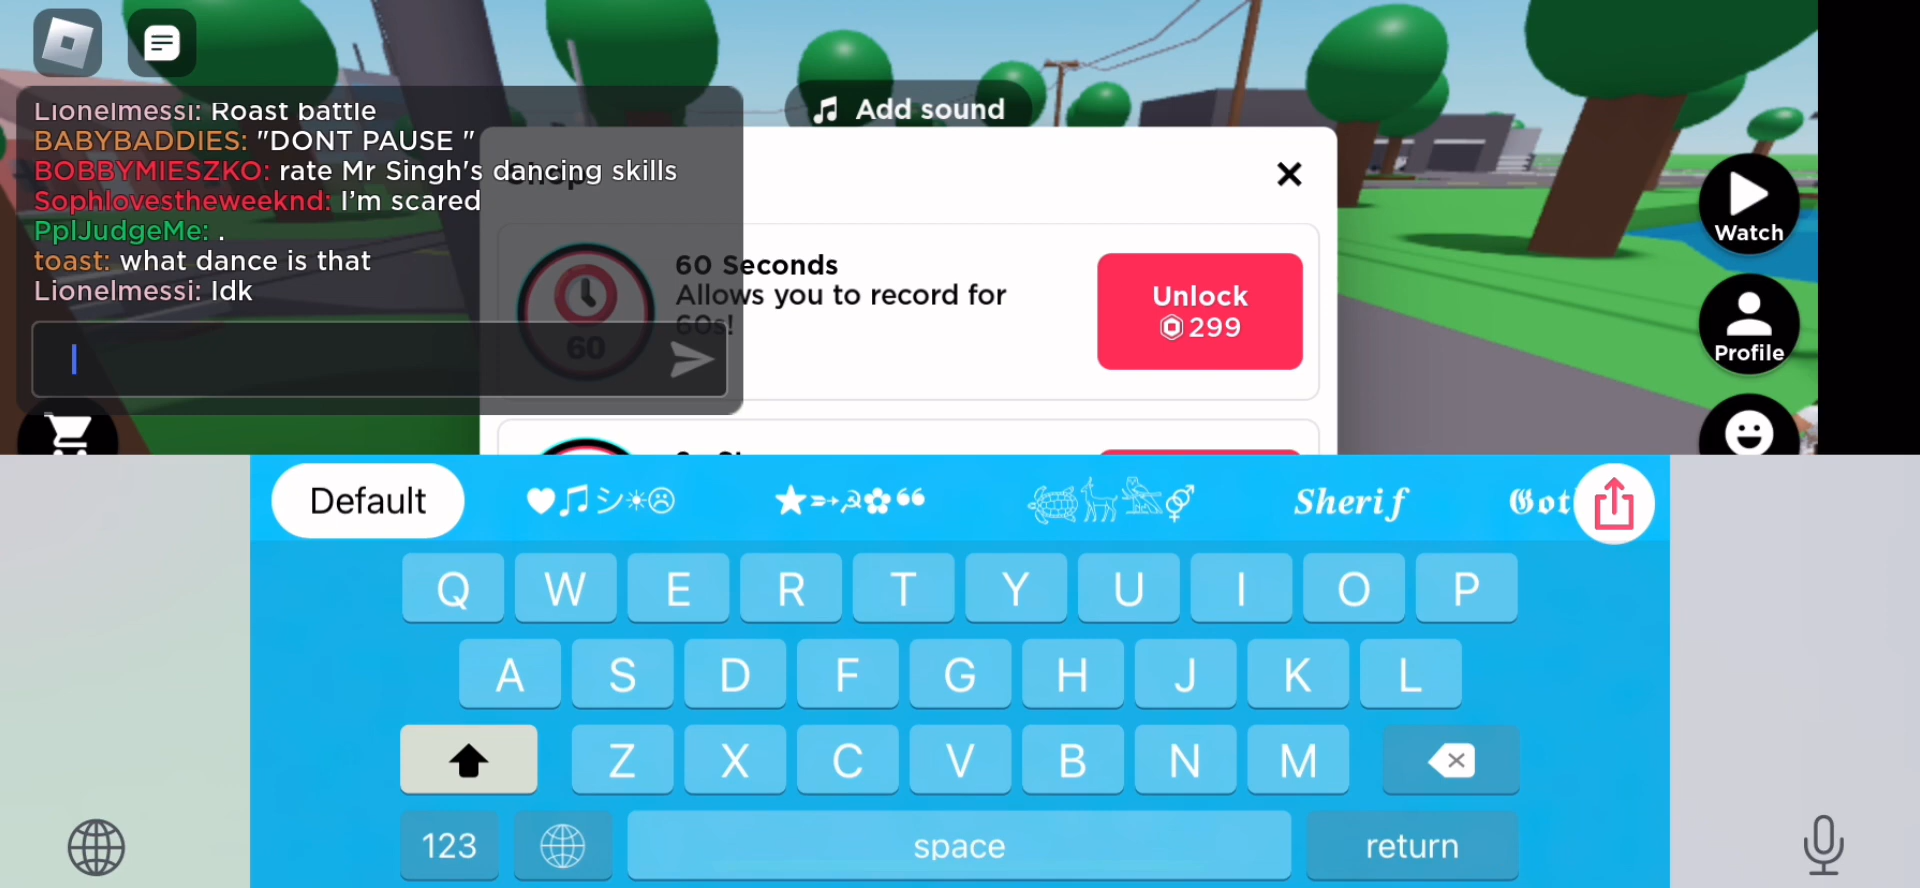 Lionelmessi: Roast battle
BABYBADDIES: "DONT PAUSE "
BOBBYMIESZKO: rate Mr Singh's dancing skills
Sophlovestheweeknd: I'm scared
PplJudgeMe: .
toast: what dance is that
Lionelmessi: Idk
Add sound
Shop
60 Seconds
Allows you to record for
60s!
60
Unlock
299
Watch
Profile
Default
Sherif
Got
Q W E R T Y U I O P
A S D F G H J K L
Z X C V B N M
123
space
return